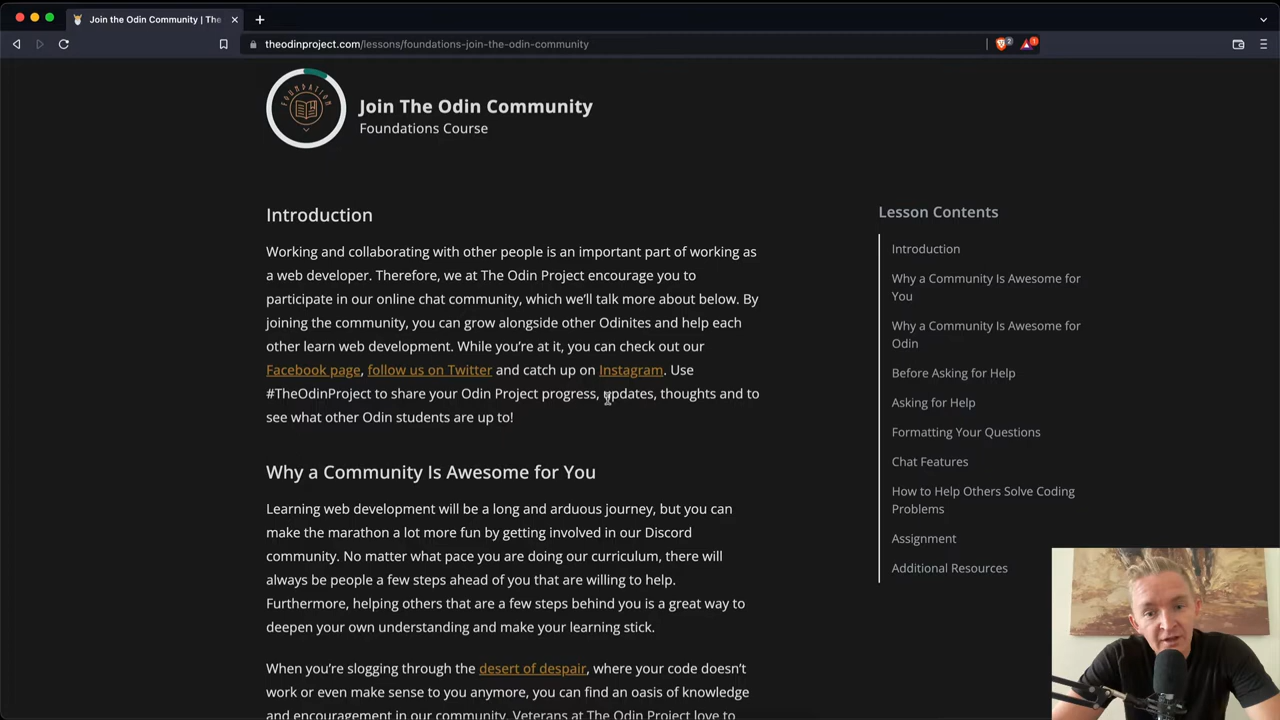 Join the Odin Community | The
theodinproject.com/lessons/foundations-join-the-odin-community
2
1
FOUNDATION
Join The Odin Community
Foundations Course
Introduction
Working and collaborating with other people is an important part of working as
a web developer. Therefore, we at The Odin Project encourage you to
participate in our online chat community, which we’ll talk more about below. By
joining the community, you can grow alongside other Odinites and help each
other learn web development. While you’re at it, you can check out our
Facebook page, follow us on Twitter and catch up on Instagram. Use
#TheOdinProject to share your Odin Project progress, updates, thoughts and to
see what other Odin students are up to!
Why a Community Is Awesome for You
Learning web development will be a long and arduous journey, but you can
make the marathon a lot more fun by getting involved in our Discord
community. No matter what pace you are doing our curriculum, there will
always be people a few steps ahead of you that are willing to help.
Furthermore, helping others that are a few steps behind you is a great way to
deepen your own understanding and make your learning stick.
When you’re slogging through the desert of despair, where your code doesn’t
work or even make sense to you anymore, you can find an oasis of knowledge
and encouragement in our community. Veterans at The Odin Project love to
Lesson Contents
Introduction
Why a Community Is Awesome for
You
Why a Community Is Awesome for
Odin
Before Asking for Help
Asking for Help
Formatting Your Questions
Chat Features
How to Help Others Solve Coding
Problems
Assignment
Additional Resources